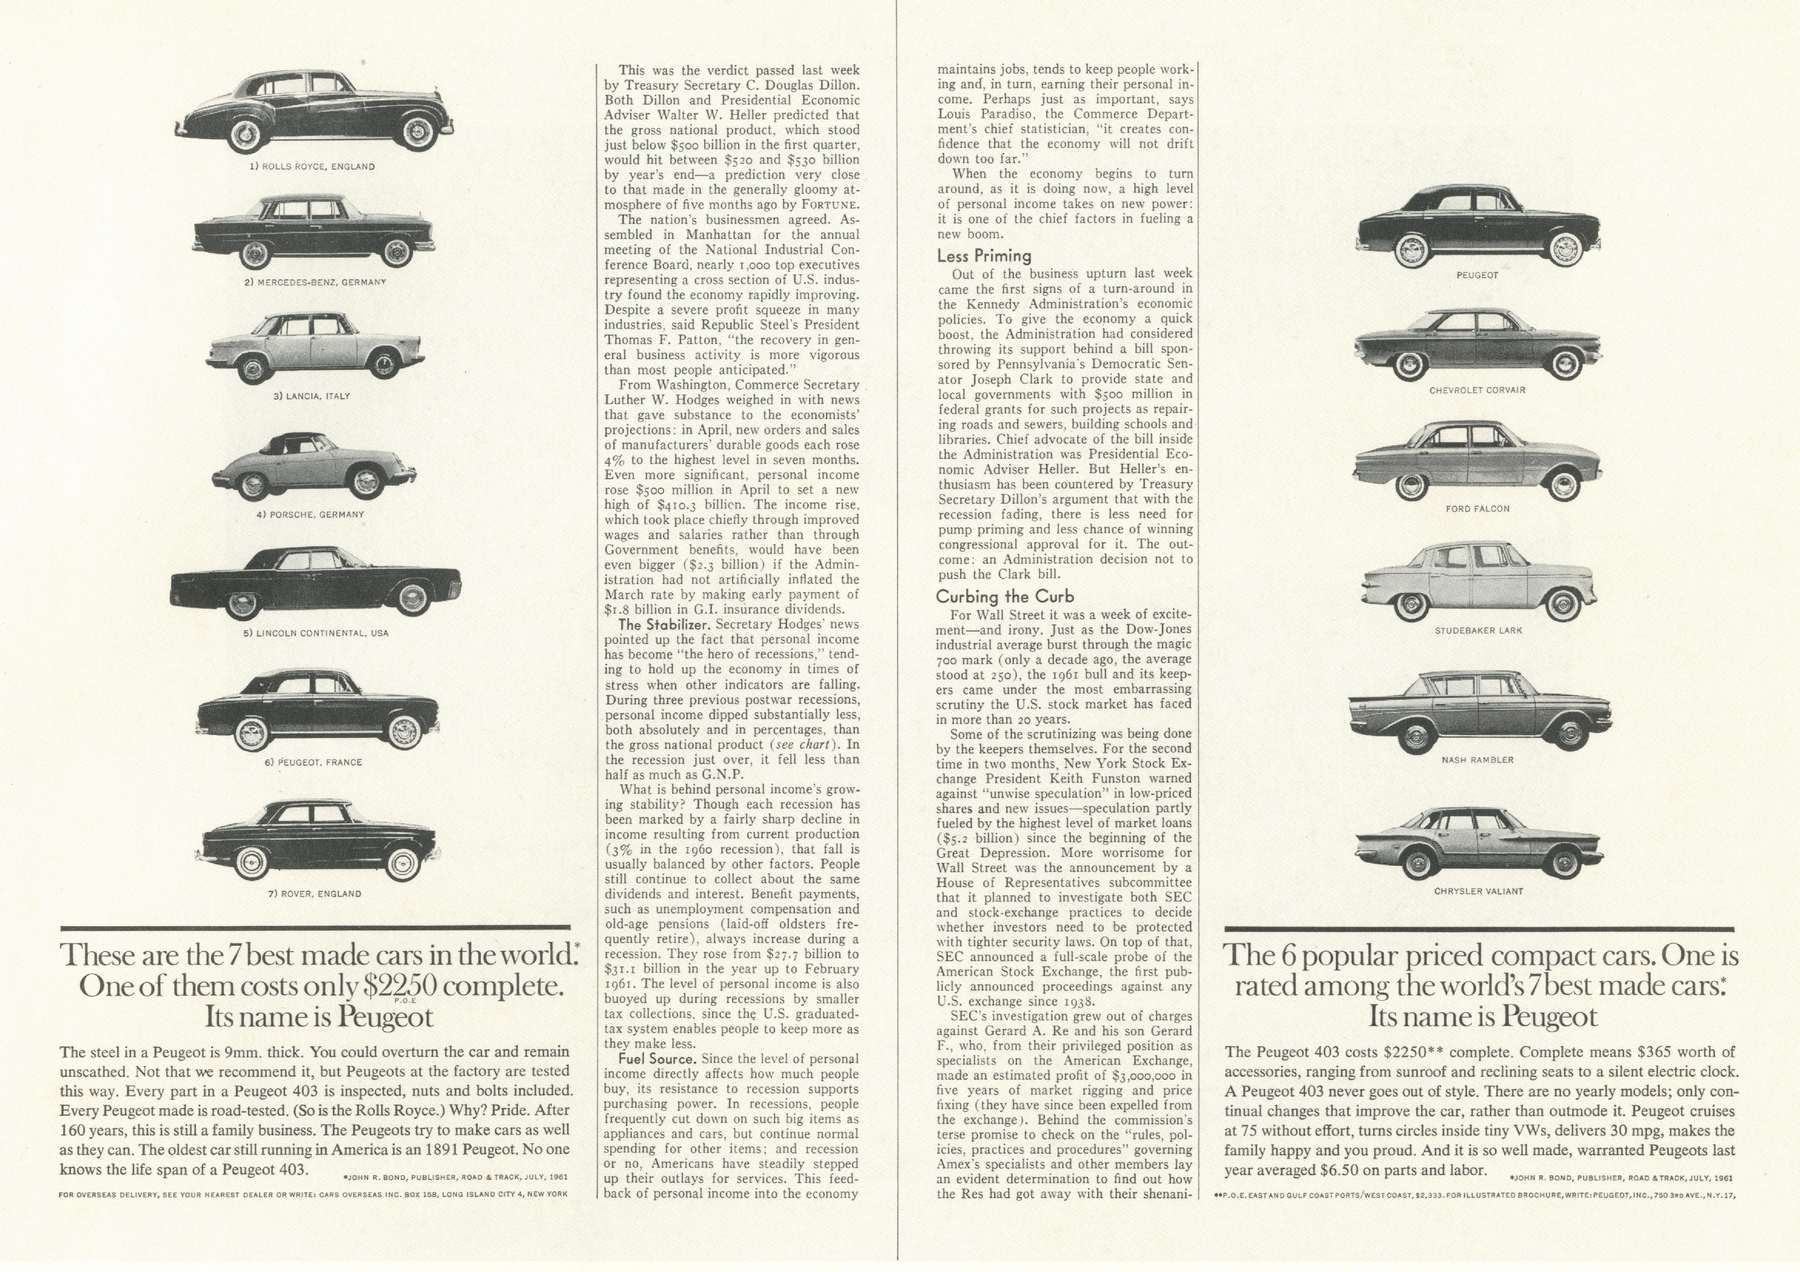 1) ROLLS ROYCE, ENGLAND
2) MERCEDES-BENZ, GERMANY
3) LANCIA, ITALY
4) PORSCHE, GERMANY
5) LINCOLN CONTINENTAL, USA
6) PEUGEOT, FRANCE
7) ROVER, ENGLAND
These are the 7 best made cars in the world.*
One of them costs only $2250 complete.
P.O.E
Its name is Peugeot
The steel in a Peugeot is 9mm. thick. You could overturn the car and remain
unscathed. Not that we recommend it, but Peugeots at the factory are tested
this way. Every part in a Peugeot 403 is inspected, nuts and bolts included.
Every Peugeot made is road-tested. (So is the Rolls Royce.) Why? Pride. After
160 years, this is still a family business. The Peugeots try to make cars as well
as they can. The oldest car still running in America is an 1891 Peugeot. No one
knows the life span of a Peugeot 403.
*JOHN R. BOND, PUBLISHER, ROAD & TRACK, JULY, 1961
FOR OVERSEAS DELIVERY, SEE YOUR NEAREST DEALER OR WRITE: CARS OVERSEAS INC. BOX 158, LONG ISLAND CITY 4, NEW YORK
This was the verdict passed last week
by Treasury Secretary C. Douglas Dillon.
Both Dillon and Presidential Economic
Adviser Walter W. Heller predicted that
the gross national product, which stood
just below $500 billion in the first quarter,
would hit between $520 and $530 billion
by year's end—a prediction very close
to that made in the generally gloomy at-
mosphere of five months ago by FORTUNE.
The nation's businessmen agreed. As-
sembled in Manhattan for the annual
meeting of the National Industrial Con-
ference Board, nearly 1,000 top executives
representing a cross section of U.S. indus-
try found the economy rapidly improving.
Despite a severe profit squeeze in many
industries, said Republic Steel's President
Thomas F. Patton, "the recovery in gen-
eral business activity is more vigorous
than most people anticipated."
From Washington, Commerce Secretary
Luther W. Hodges weighed in with news
that gave substance to the economists'
projections: in April, new orders and sales
of manufacturers' durable goods each rose
4% to the highest level in seven months.
Even more significant, personal income
rose $500 million in April to set a new
high of $410.3 billion. The income rise,
which took place chiefly through improved
wages and salaries rather than through
Government benefits, would have been
even bigger ($2.3 billion) if the Admin-
istration had not artificially inflated the
March rate by making early payment of
$1.8 billion in G.I. insurance dividends.
The Stabilizer. Secretary Hodges' news
pointed up the fact that personal income
has become "the hero of recessions," tend-
ing to hold up the economy in times of
stress when other indicators are falling.
During three previous postwar recessions,
personal income dipped substantially less,
both absolutely and in percentages, than
the gross national product (see chart). In
the recession just over, it fell less than
half as much as G.N.P.
What is behind personal income's grow-
ing stability? Though each recession has
been marked by a fairly sharp decline in
income resulting from current production
(3% in the 1960 recession), that fall is
usually balanced by other factors. People
still continue to collect about the same
dividends and interest. Benefit payments,
such as unemployment compensation and
old-age pensions (laid-off oldsters fre-
quently retire), always increase during a
recession. They rose from $27.7 billion to
$31.1 billion in the year up to February
1961. The level of personal income is also
buoyed up during recessions by smaller
tax collections, since the U.S. graduated-
tax system enables people to keep more as
they make less.
Fuel Source. Since the level of personal
income directly affects how much people
buy, its resistance to recession supports
purchasing power. In recessions, people
frequently cut down on such big items as
appliances and cars, but continue normal
spending for other items; and recession
or no, Americans have steadily stepped
up their outlays for services. This feed-
back of personal income into the economy
maintains jobs, tends to keep people work-
ing and, in turn, earning their personal in-
come. Perhaps just as important, says
Louis Paradiso, the Commerce Depart-
ment's chief statistician, "it creates con-
fidence that the economy will not drift
down too far."
When the economy begins to turn
around, as it is doing now, a high level
of personal income takes on new power:
it is one of the chief factors in fueling a
new boom.
Less Priming
Out of the business upturn last week
came the first signs of a turn-around in
the Kennedy Administration's economic
policies. To give the economy a quick
boost, the Administration had considered
throwing its support behind a bill spon-
sored by Pennsylvania's Democratic Sen-
ator Joseph Clark to provide state and
local governments with $500 million in
federal grants for such projects as repair-
ing roads and sewers, building schools and
libraries. Chief advocate of the bill inside
the Administration was Presidential Eco-
nomic Adviser Heller. But Heller's en-
thusiasm has been countered by Treasury
Secretary Dillon's argument that with the
recession fading, there is less need for
pump priming and less chance of winning
congressional approval for it. The out-
come: an Administration decision not to
push the Clark bill.
Curbing the Curb
For Wall Street it was a week of excite-
ment—and irony. Just as the Dow-Jones
industrial average burst through the magic
700 mark (only a decade ago, the average
stood at 250), the 1961 bull and its keep-
ers came under the most embarrassing
scrutiny the U.S. stock market has faced
in more than 20 years.
Some of the scrutinizing was being done
by the keepers themselves. For the second
time in two months, New York Stock Ex-
change President Keith Funston warned
against "unwise speculation" in low-priced
shares and new issues—speculation partly
fueled by the highest level of market loans
($5.2 billion) since the beginning of the
Great Depression. More worrisome for
Wall Street was the announcement by a
House of Representatives subcommittee
that it planned to investigate both SEC
and stock-exchange practices to decide
whether investors need to be protected
with tighter security laws. On top of that,
SEC announced a full-scale probe of the
American Stock Exchange, the first pub-
licly announced proceedings against any
U.S. exchange since 1938.
SEC's investigation grew out of charges
against Gerard A. Re and his son Gerard
F., who, from their privileged position as
specialists on the American Exchange,
made an estimated profit of $3,000,000 in
five years of market rigging and price
fixing (they have since been expelled from
the exchange). Behind the commission's
terse promise to check on the "rules, pol-
icies, practices and procedures" governing
Amex's specialists and other members lay
an evident determination to find out how
the Res had got away with their shenani-
PEUGEOT
CHEVROLET CORVAIR
FORD FALCON
STUDEBAKER LARK
NASH RAMBLER
CHRYSLER VALIANT
The 6 popular priced compact cars. One is
rated among the world's 7 best made cars.*
Its name is Peugeot
The Peugeot 403 costs $2250** complete. Complete means $365 worth of
accessories, ranging from sunroof and reclining seats to a silent electric clock.
A Peugeot 403 never goes out of style. There are no yearly models; only con-
tinual changes that improve the car, rather than outmode it. Peugeot cruises
at 75 without effort, turns circles inside tiny VWs, delivers 30 mpg, makes the
family happy and you proud. And it is so well made, warranted Peugeots last
year averaged $6.50 on parts and labor.
*JOHN R. BOND, PUBLISHER, ROAD & TRACK, JULY, 1961
**P.O.E. EAST AND GULF COAST PORTS/WEST COAST, $2,333. FOR ILLUSTRATED BROCHURE, WRITE: PEUGEOT, INC., 750 3RD AVE., N.Y. 17,